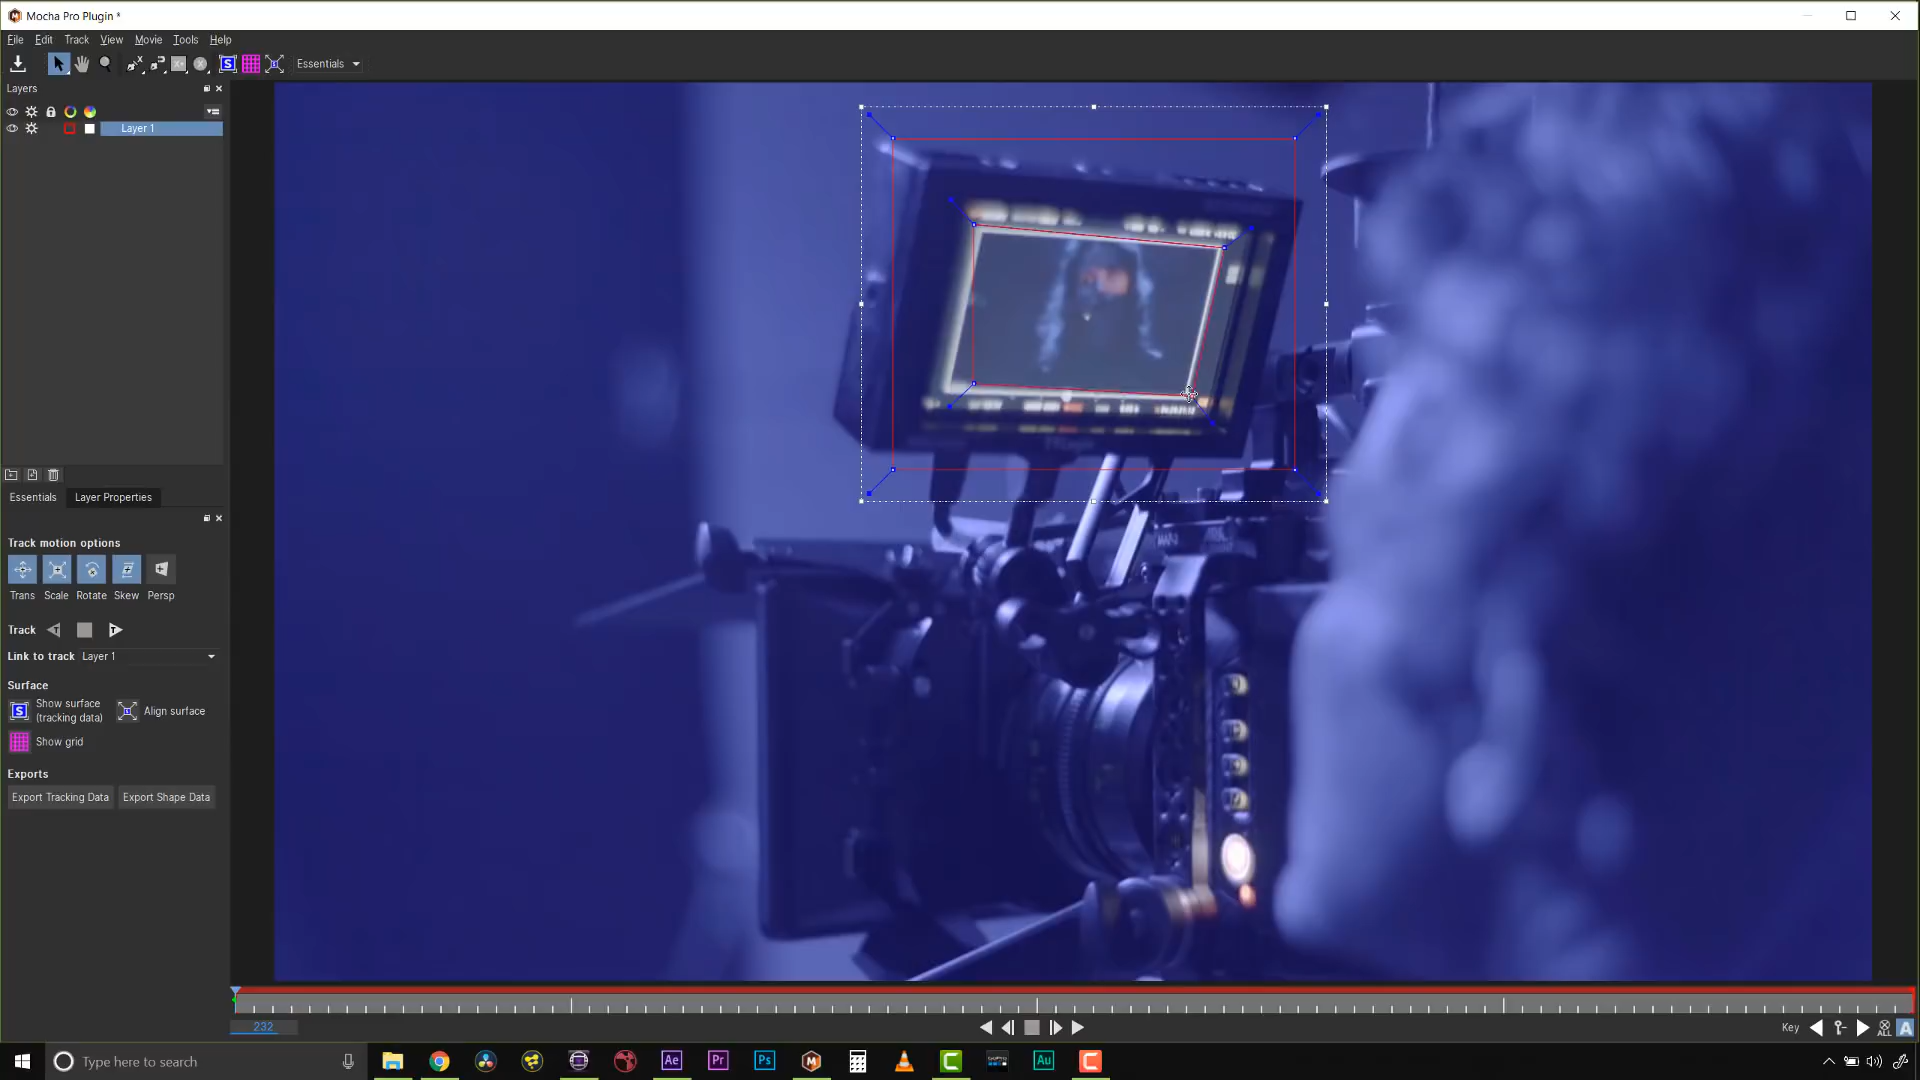 Mocha Pro Plugin *
File Edit Track View Movie Tools Help
S Essentials
Layers
Layer 1
Essentials Layer Properties
Track motion options
Trans Scale Rotate Skew Persp
Track
Link to track Layer 1
Surface
S Show surface
(tracking data)
Align surface
Show grid
Exports
Export Tracking Data Export Shape Data
232
Key ALL A
Type here to search
Ae Pr Ps M C Au C